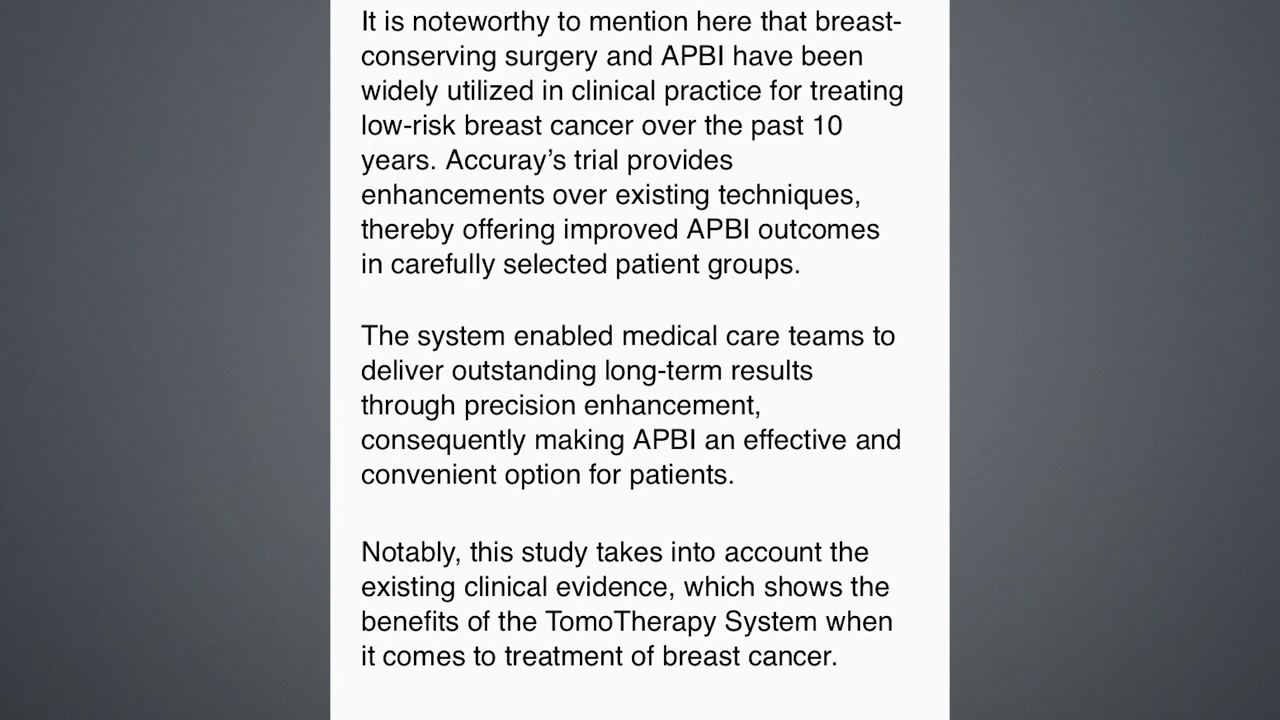 It is noteworthy to mention here that breast-
conserving surgery and APBI have been
widely utilized in clinical practice for treating
low-risk breast cancer over the past 10
years. Accuray’s trial provides
enhancements over existing techniques,
thereby offering improved APBI outcomes
in carefully selected patient groups.
The system enabled medical care teams to
deliver outstanding long-term results
through precision enhancement,
consequently making APBI an effective and
convenient option for patients.
Notably, this study takes into account the
existing clinical evidence, which shows the
benefits of the TomoTherapy System when
it comes to treatment of breast cancer.